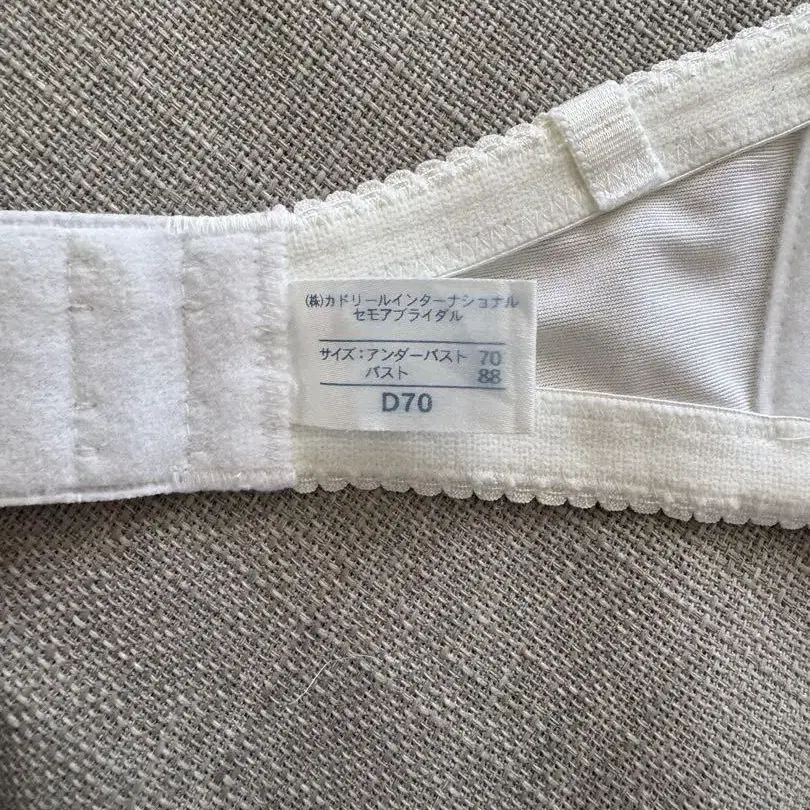 (株)カドリールインターナショナル
セモアブライダル
サイズ：アンダーバスト 70
バスト 88
D70